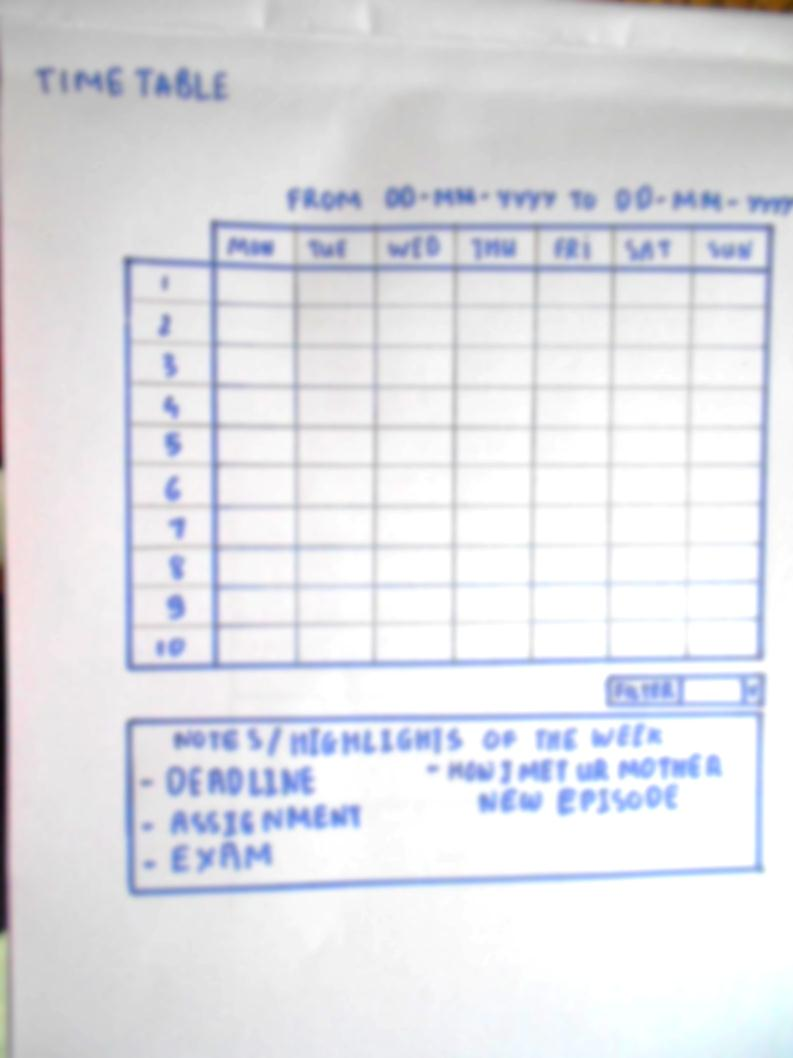 TIME TABLE
FROM DD-MM-YYYY TO DD-MM-YYYY
MON TUE WED THU FRI SAT SUN
1
2
3
4
5
6
7
8
9
10
FILTER
NOTES/HIGHLIGHTS OF THE WEEK
- DEADLINE
- ASSIGNMENT
- EXAM
- HOW I MET UR MOTHER
NEW EPISODE